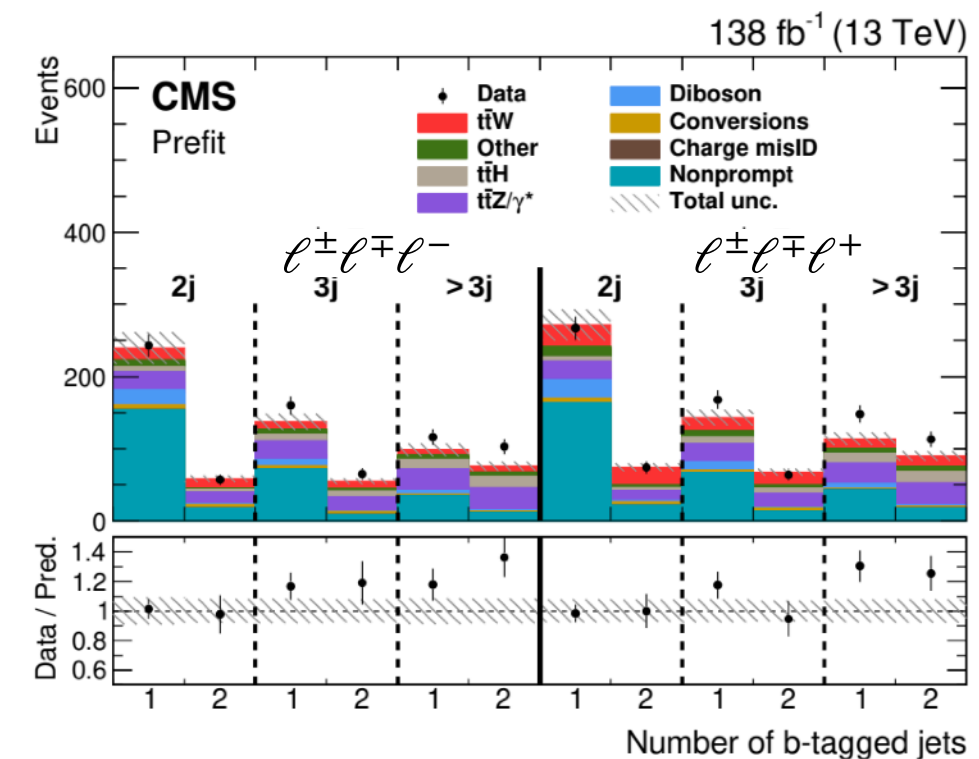 138 fb⁻¹ (13 TeV)
Events
600
400
200
0
CMS
Prefit
Data
tt̄W
Other
tt̄H
tt̄Z/γ*
Diboson
Conversions
Charge misID
Nonprompt
Total unc.
ℓ±ℓ∓ℓ⁻
ℓ±ℓ∓ℓ⁺
2j 3j > 3j 2j 3j > 3j
Data / Pred.
1.4
1.2
1
0.8
0.6
1 2 1 2 1 2 1 2 1 2 1 2
Number of b-tagged jets